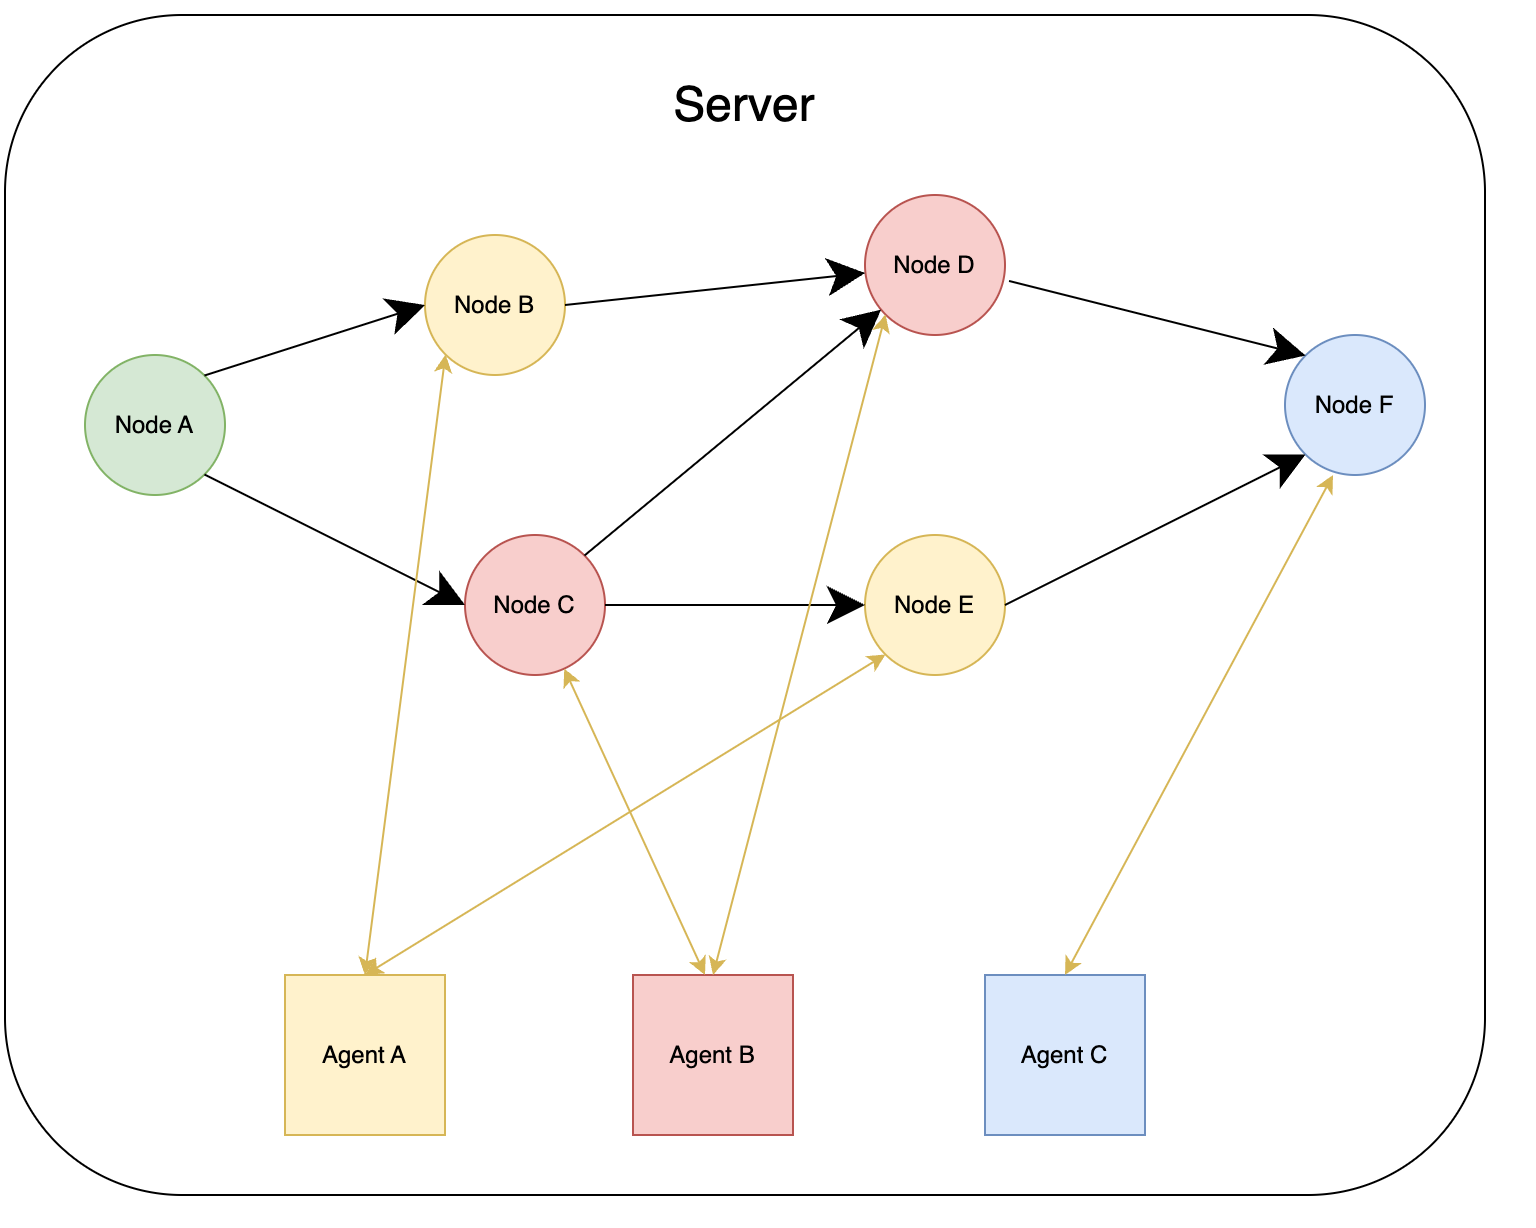 Server
Node D
Node B
Node F
Node A
Node C
Node E
Agent A
Agent B
Agent C